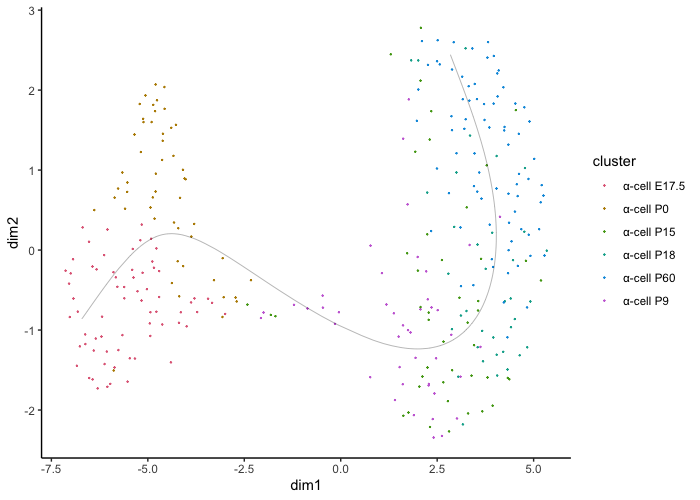 3
2
1
0
-1
-2
dim2
-7.5
-5.0
-2.5
0.0
2.5
5.0
dim1
cluster
α-cell E17.5
α-cell P0
α-cell P15
α-cell P18
α-cell P60
α-cell P9